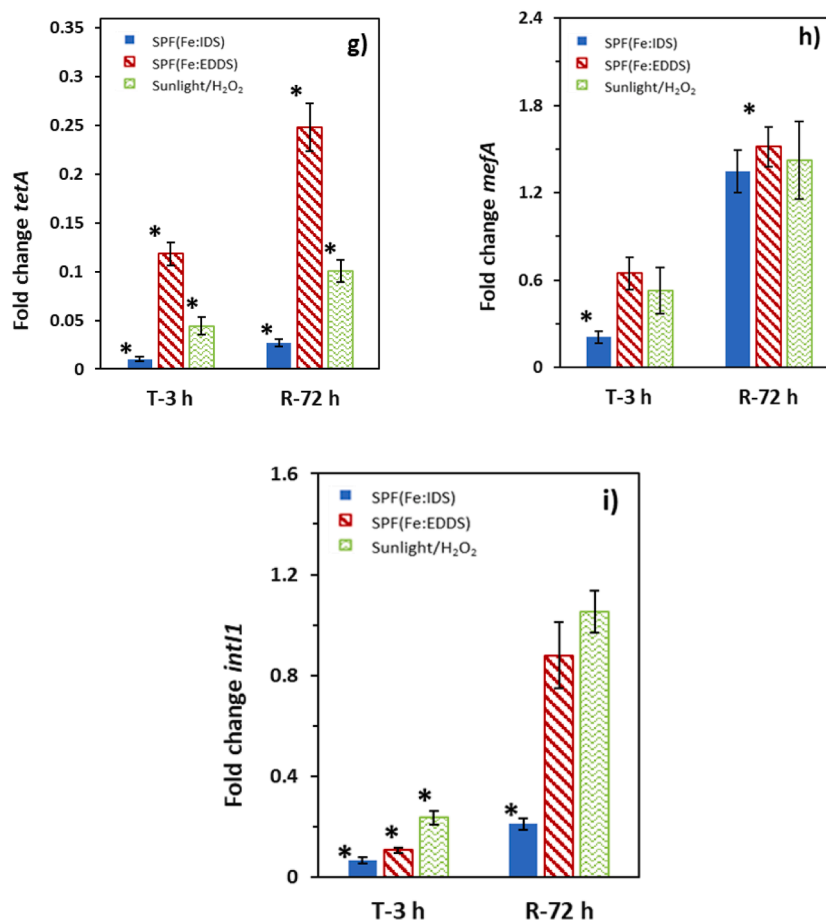 g)
SPF(Fe:IDS)
SPF(Fe:EDDS)
Sunlight/H₂O₂
Fold change tetA
0.35
0.3
0.25
0.2
0.15
0.1
0.05
0
*
*
*
*
*
*
T-3 h
R-72 h
h)
SPF(Fe:IDS)
SPF(Fe:EDDS)
Sunlight/H₂O₂
Fold change mefA
2.4
1.8
1.2
0.6
0
*
*
T-3 h
R-72 h
i)
SPF(Fe:IDS)
SPF(Fe:EDDS)
Sunlight/H₂O₂
Fold change intI1
1.6
1.2
0.8
0.4
0
*
*
*
*
T-3 h
R-72 h